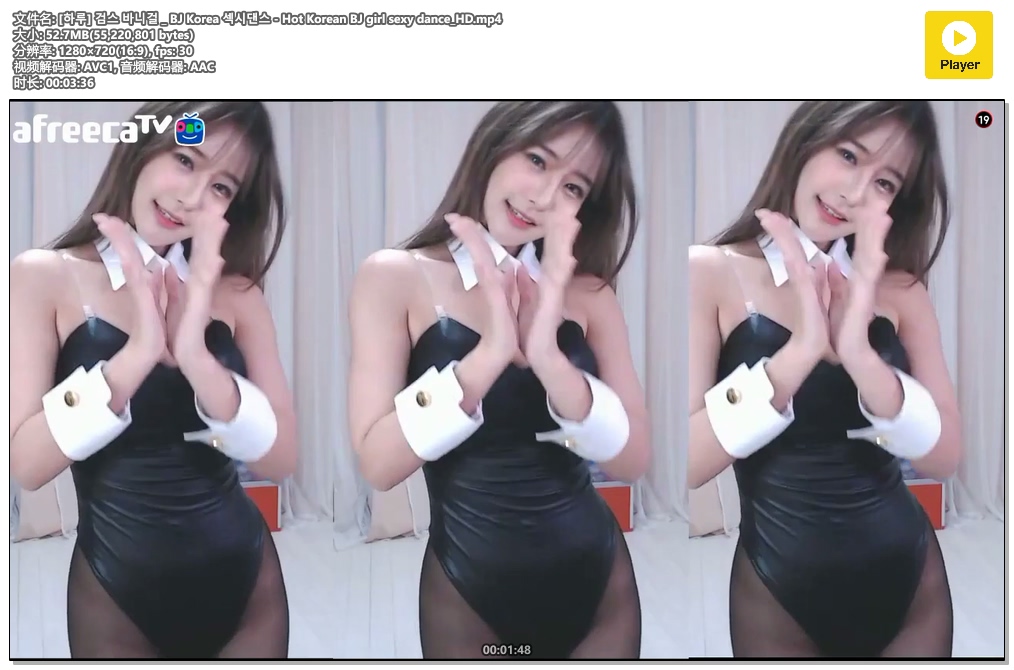 文件名: [하루] 검스 바니걸 _ BJ Korea 섹시댄스 - Hot Korean BJ girl sexy dance_HD.mp4
大小: 52.7MB(55,220,801 bytes)
分辨率: 1280×720(16:9), fps: 30
视频解码器: AVC1, 音频解码器: AAC
时长: 00:03:36
Player
afreecaTV
19
00:01:48